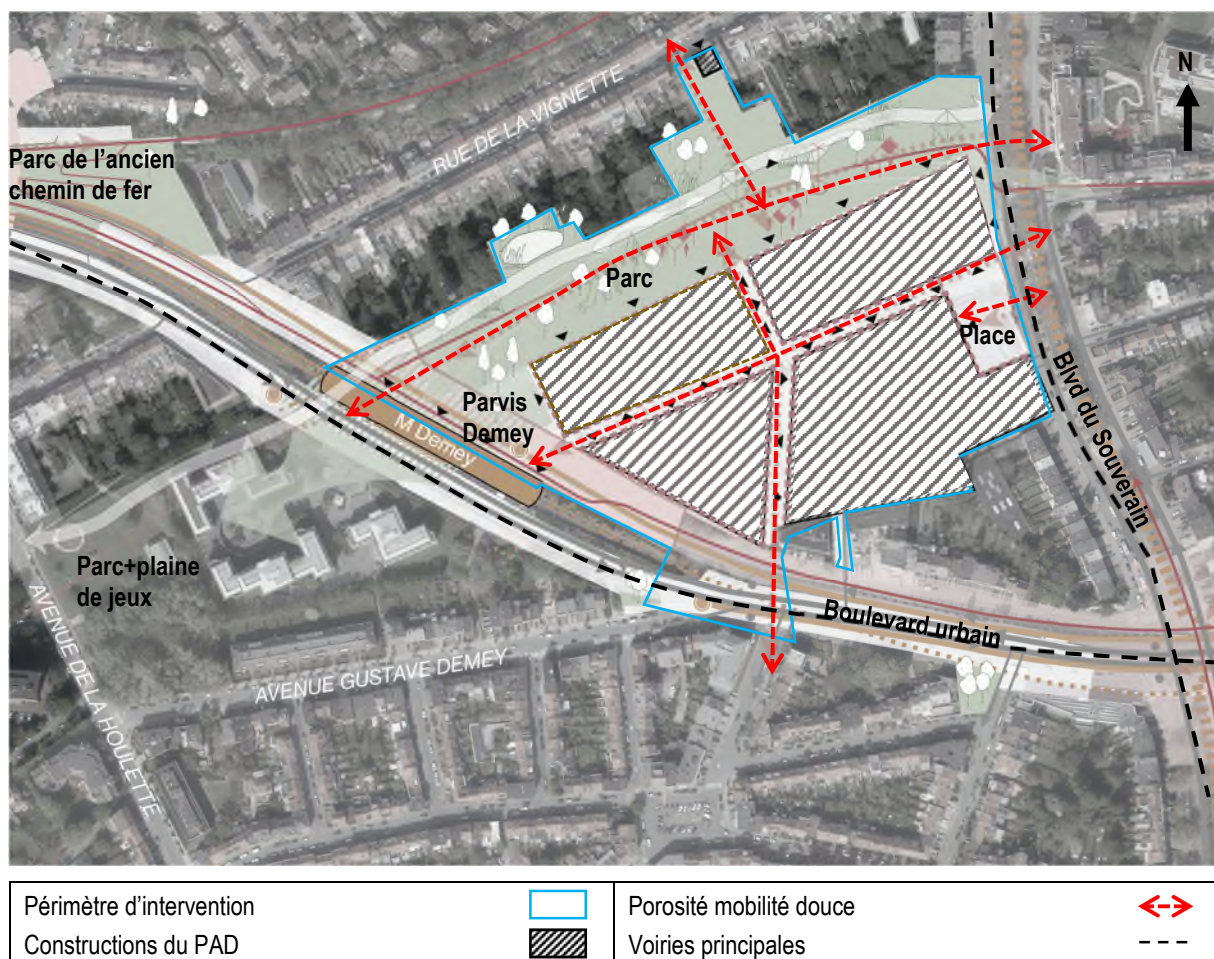 N
RUE DE LA VIGNETTE
Parc de l'ancien
chemin de fer
Parc
Place
Parvis
Demey
M Demey
Blvd du Souverain
Parc+plaine
de jeux
Boulevard urbain
AVENUE GUSTAVE DEMEY
AVENUE DE LA HOULETTE
Périmètre d'intervention
Porosité mobilité douce
Constructions du PAD
Voiries principales